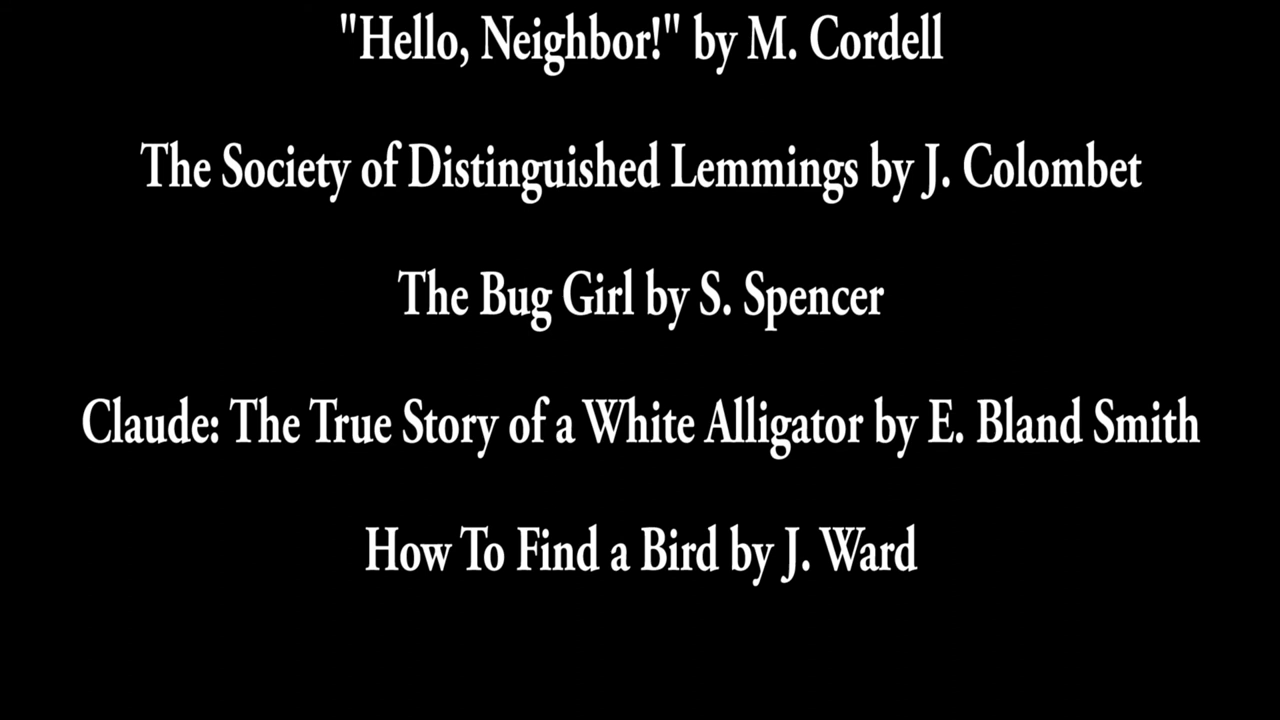 "Hello, Neighbor!" by M. Cordell
The Society of Distinguished Lemmings by J. Colombet
The Bug Girl by S. Spencer
Claude: The True Story of a White Alligator by E. Bland Smith
How To Find a Bird by J. Ward